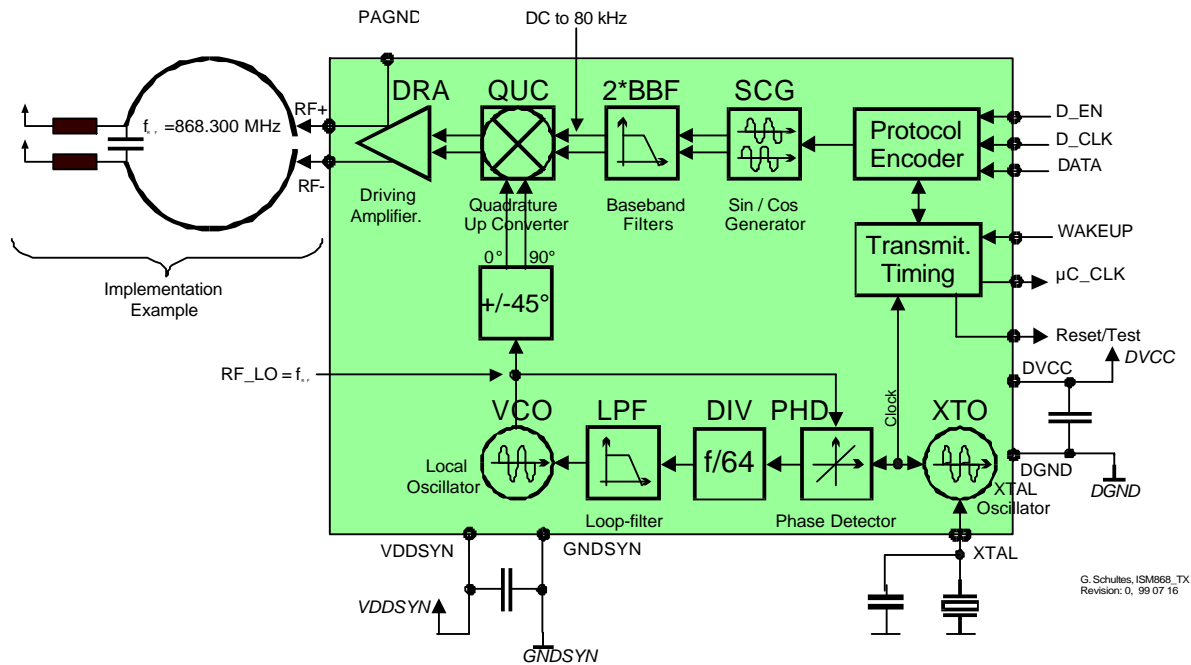 PAGND
DC to 80 kHz
DRA
QUC
2*BBF
SCG
RF+
RF-
=868.300 MHz
Protocol
Encoder
D_EN
D_CLK
DATA
Driving
Amplifier.
Quadrature
Up Converter
Baseband
Filters
Sin / Cos
Generator
Transmit.
Timing
WAKEUP
µC_CLK
0°
90°
+/-45°
Implementation
Example
Reset/Test
DVCC
DVCC
RF_LO = f
VCO
LPF
DIV
PHD
Clock
XTO
f/64
Local
Oscillator
DGND
DGND
XTAL
Oscillator
Loop-filter
Phase Detector
VDDSYN
GNDSYN
XTAL
VDDSYN
GNDSYN
G. Schultes, ISM868_TX
Revision: 0, 99 07 16